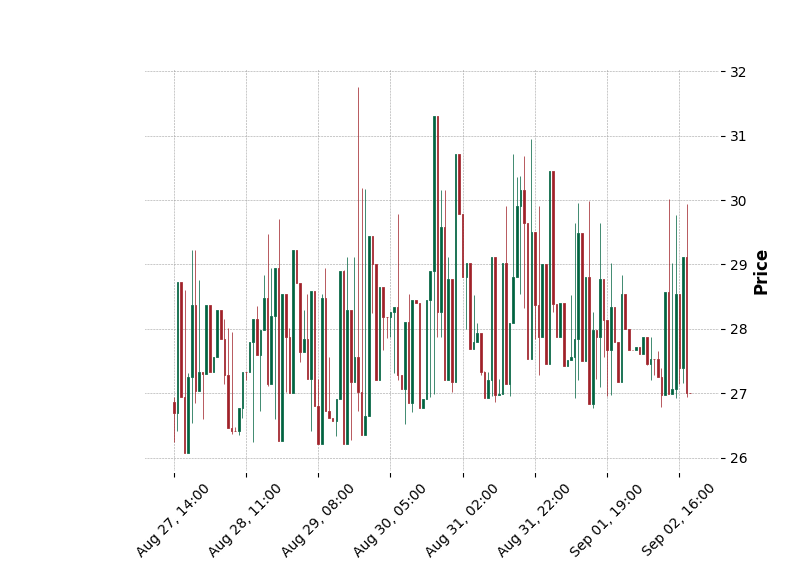 32
31
30
29
28
27
26
Price
Aug 27, 14:00
Aug 28, 11:00
Aug 29, 08:00
Aug 30, 05:00
Aug 31, 02:00
Aug 31, 22:00
Sep 01, 19:00
Sep 02, 16:00